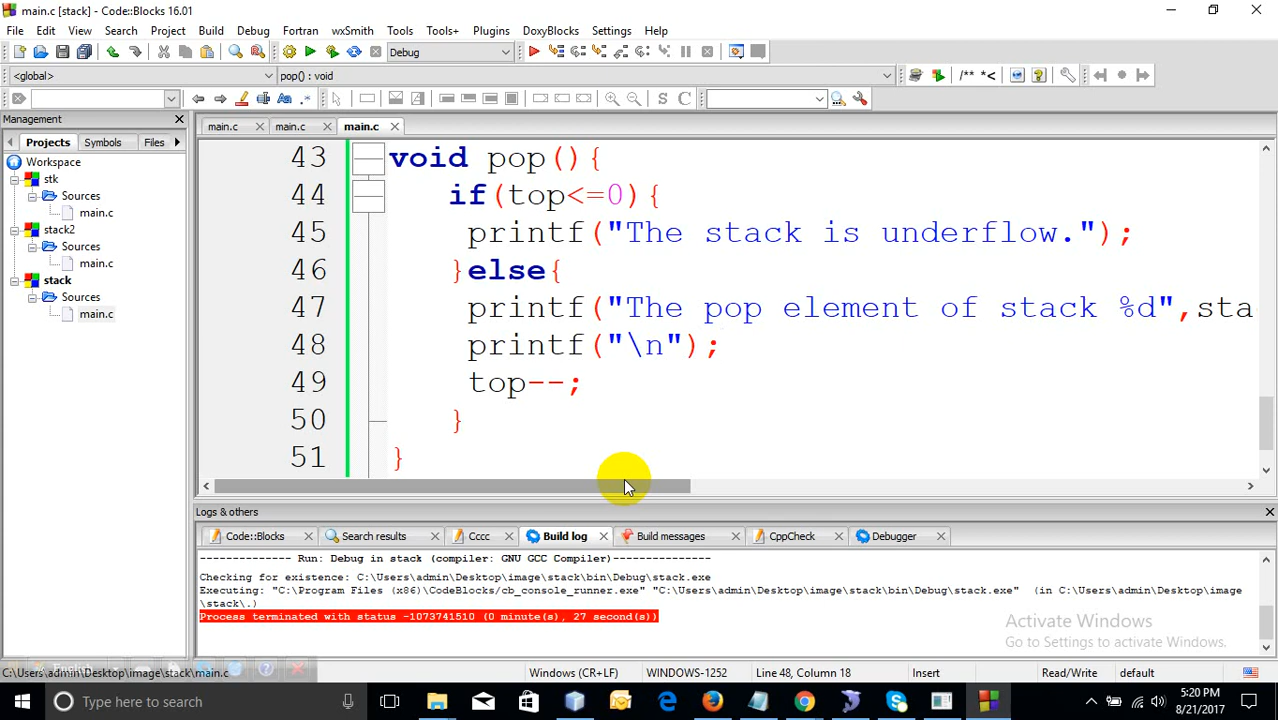 main.c [stack] - Code::Blocks 16.01
File Edit View Search Project Build Debug Fortran wxSmith Tools Tools+ Plugins DoxyBlocks Settings Help
Debug
<global> pop() : void
/** *<
Management
main.c main.c main.c
Projects Symbols Files
Workspace
stk
Sources
main.c
stack2
Sources
main.c
stack
Sources
main.c
43 void pop(){
44 if(top<=0){
45 printf("The stack is underflow.");
46 }else{
47 printf("The pop element of stack %d",sta
48 printf("\n");
49 top--;
50 }
51 }
Logs & others
Code::Blocks Search results Cccc Build log Build messages CppCheck Debugger
-------------- Run: Debug in stack (compiler: GNU GCC Compiler)---------------
Checking for existence: C:\Users\admin\Desktop\image\stack\bin\Debug\stack.exe
Executing: "C:\Program Files (x86)\CodeBlocks/cb_console_runner.exe" "C:\Users\admin\Desktop\image\stack\bin\Debug\stack.exe" (in C:\Users\admin\Desktop\image
\stack\.)
Process terminated with status -1073741510 (0 minute(s), 27 second(s))
Activate Windows
Go to Settings to activate Windows.
C:\Users\admin\Desktop\image\stack\main.c Windows (CR+LF) WINDOWS-1252 Line 48, Column 18 Insert Read/Write default
Type here to search
5:20 PM
8/21/2017